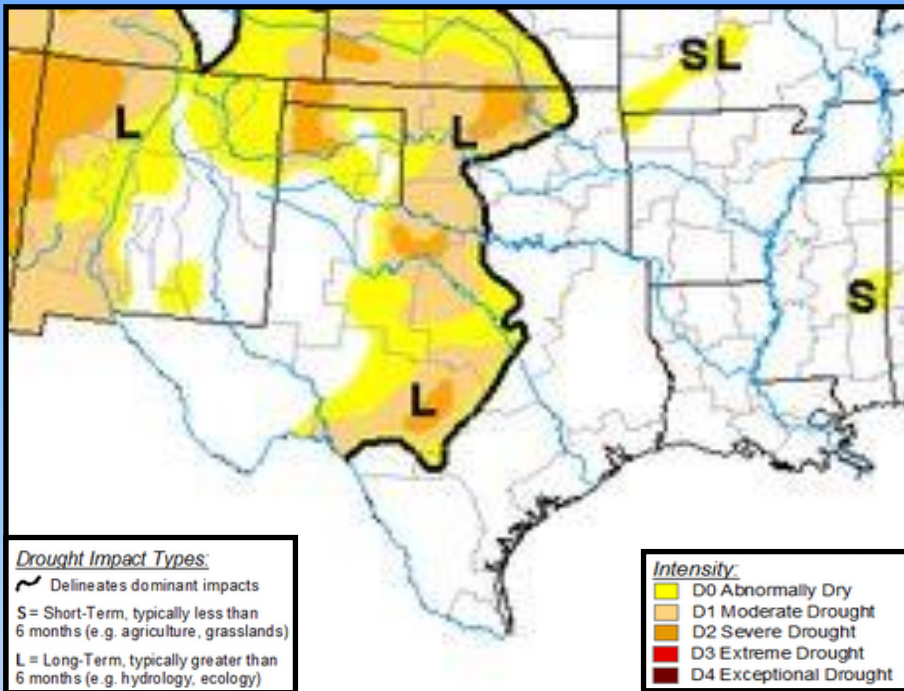 SL
L
L
S
L
Drought Impact Types:
Delineates dominant impacts
S = Short-Term, typically less than
6 months (e.g. agriculture, grasslands)
L = Long-Term, typically greater than
6 months (e.g. hydrology, ecology)
Intensity:
D0 Abnormally Dry
D1 Moderate Drought
D2 Severe Drought
D3 Extreme Drought
D4 Exceptional Drought